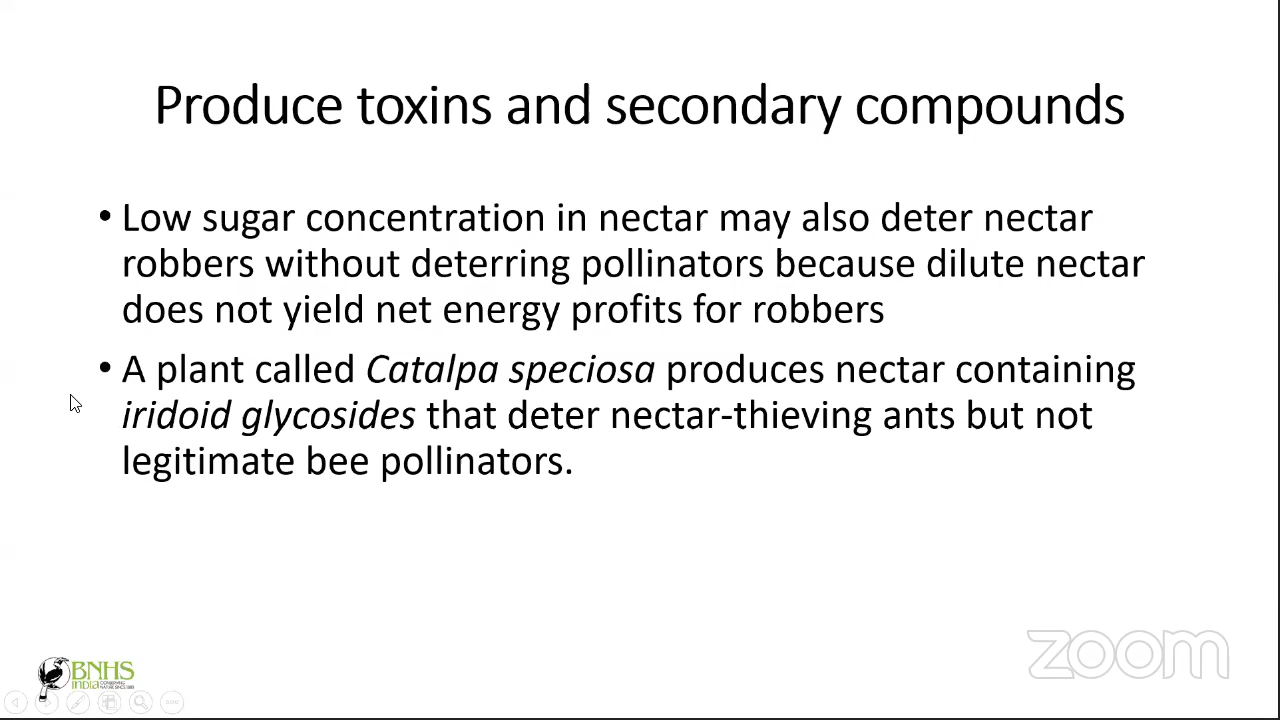 Produce toxins and secondary compounds
• Low sugar concentration in nectar may also deter nectar
robbers without deterring pollinators because dilute nectar
does not yield net energy profits for robbers
• A plant called Catalpa speciosa produces nectar containing
iridoid glycosides that deter nectar-thieving ants but not
legitimate bee pollinators.
BNHS
INDIA
zoom